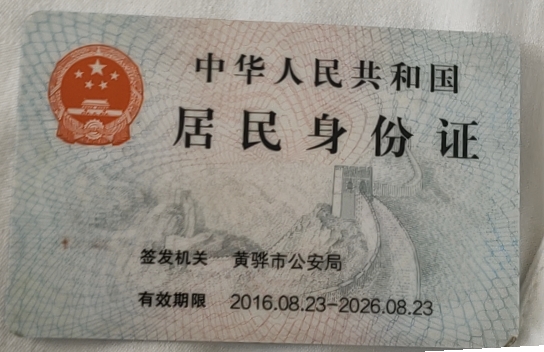 中华人民共和国
居民身份证
签发机关 黄骅市公安局
有效期限 2016.08.23-2026.08.23